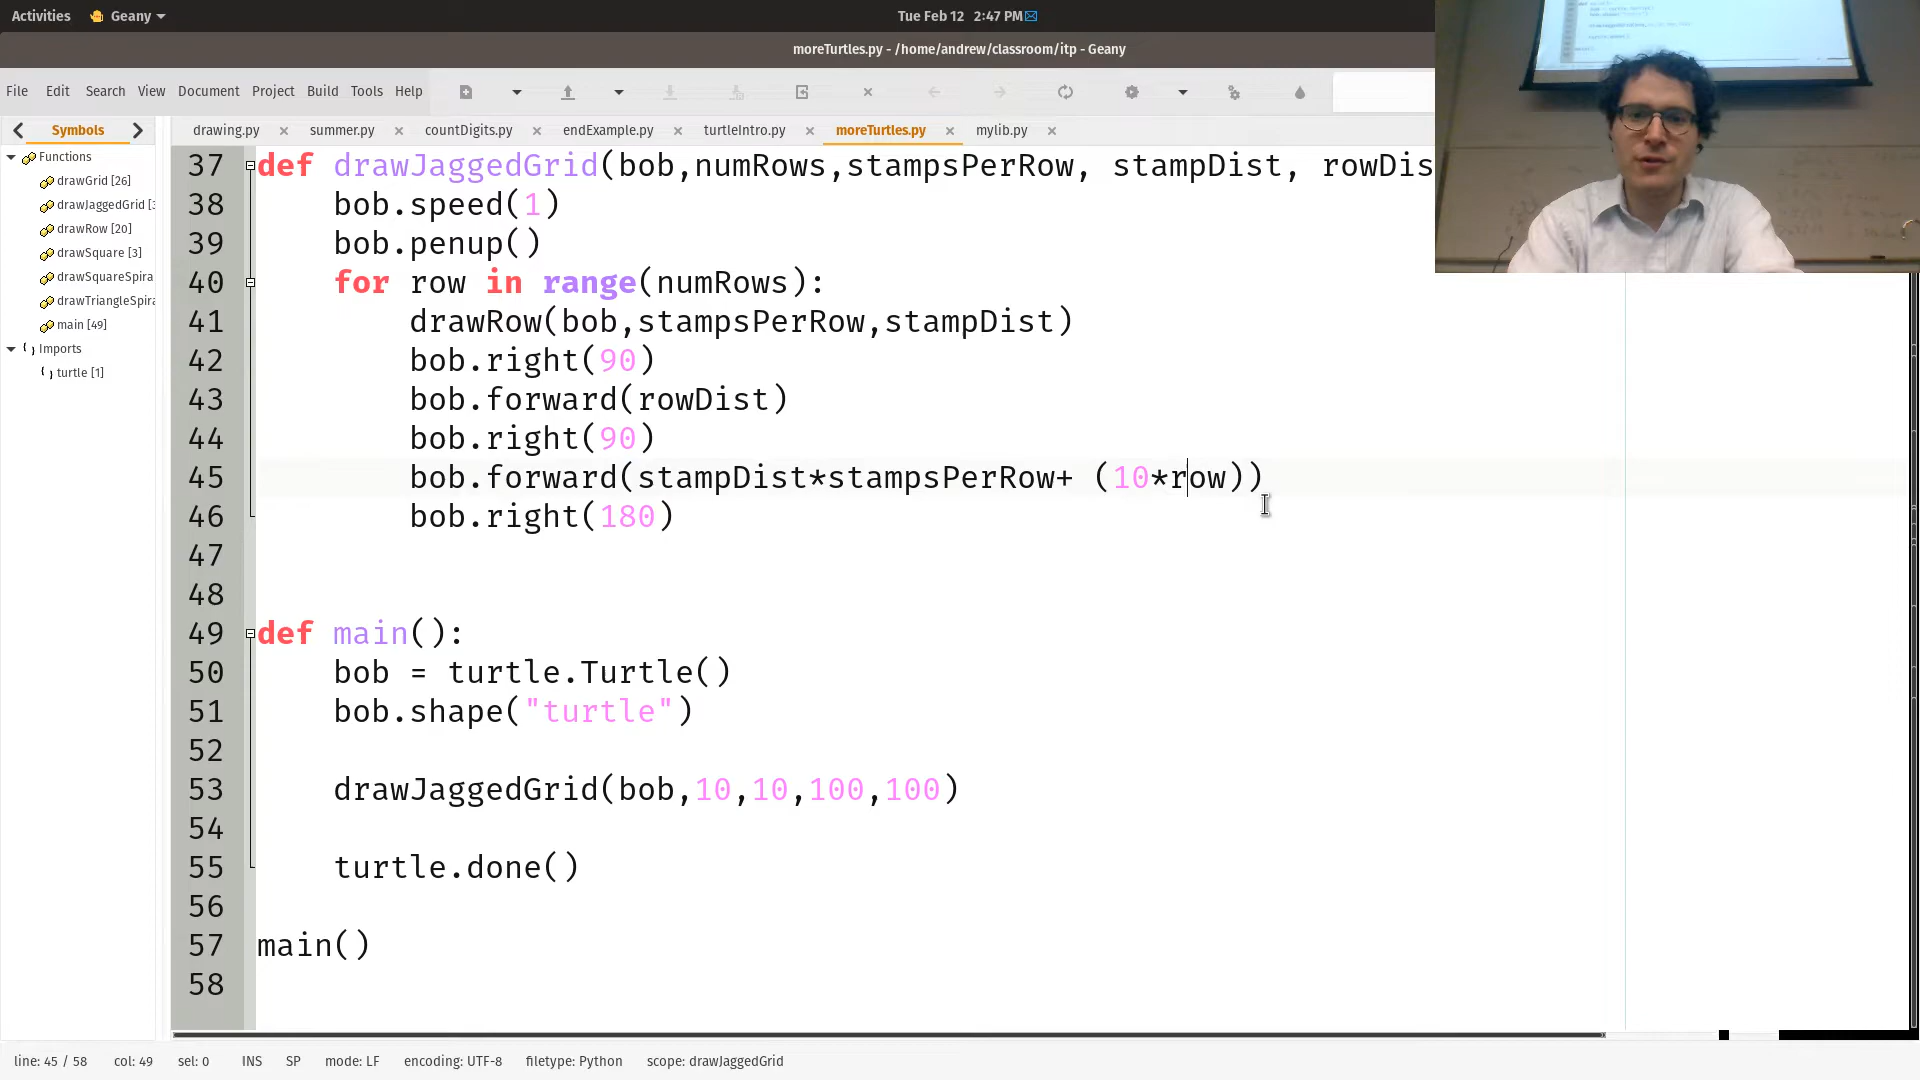 Activities
Geany
Tue Feb 12 2:47 PM
moreTurtles.py - /home/andrew/classroom/itp - Geany
File Edit Search View Document Project Build Tools Help
Symbols
drawing.py
summer.py
countDigits.py
endExample.py
turtleIntro.py
moreTurtles.py
mylib.py
Functions
drawGrid [26]
drawJaggedGrid [3
drawRow [20]
drawSquare [3]
drawSquareSpira
drawTriangleSpira
main [49]
Imports
turtle [1]
37 def drawJaggedGrid(bob,numRows,stampsPerRow, stampDist, rowDis
38 bob.speed(1)
39 bob.penup()
40 for row in range(numRows):
41 drawRow(bob,stampsPerRow,stampDist)
42 bob.right(90)
43 bob.forward(rowDist)
44 bob.right(90)
45 bob.forward(stampDist*stampsPerRow+ (10*row))
46 bob.right(180)
47
48
49 def main():
50 bob = turtle.Turtle()
51 bob.shape("turtle")
52
53 drawJaggedGrid(bob,10,10,100,100)
54
55 turtle.done()
56
57 main()
58
line: 45 / 58 col: 49 sel: 0 INS SP mode: LF encoding: UTF-8 filetype: Python scope: drawJaggedGrid